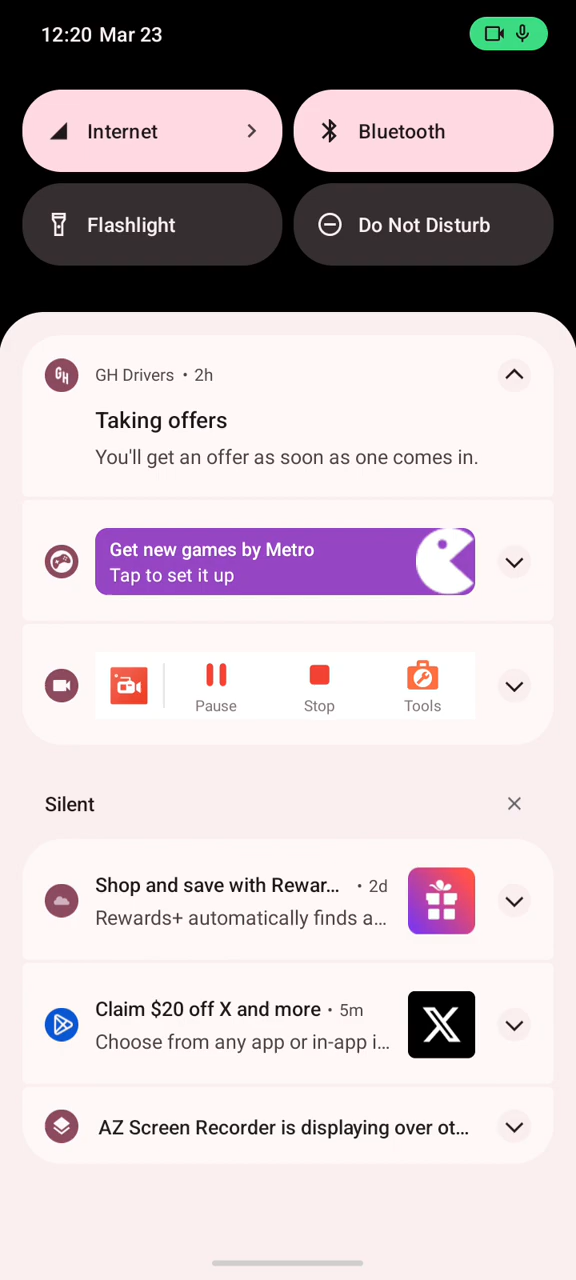 12:20 Mar 23
Internet
Bluetooth
Flashlight
Do Not Disturb
GH
GH Drivers • 2h
Taking offers
You'll get an offer as soon as one comes in.
Get new games by Metro
Tap to set it up
Pause
Stop
Tools
Silent
Shop and save with Rewar... • 2d
Rewards+ automatically finds a...
Claim $20 off X and more • 5m
Choose from any app or in-app i...
AZ Screen Recorder is displaying over ot...